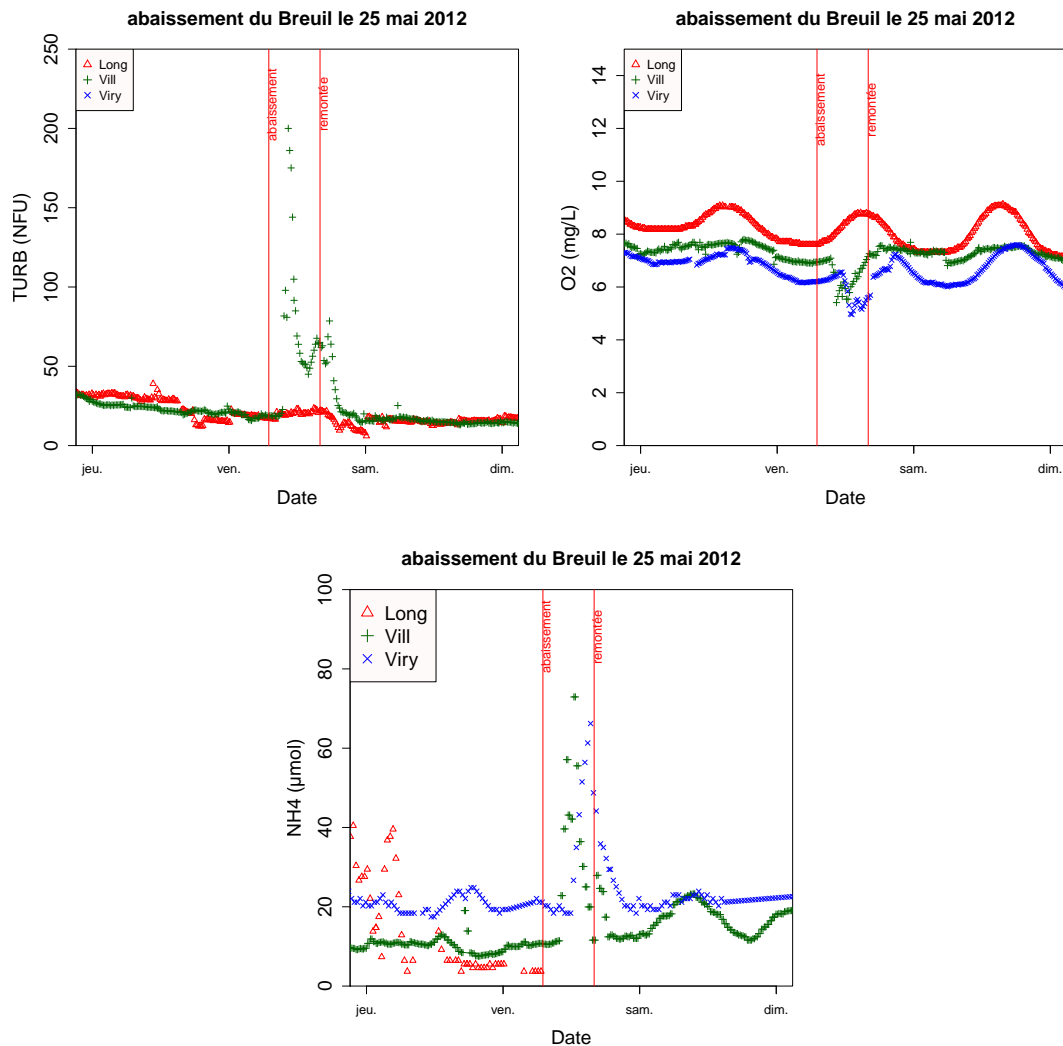 abaissement du Breuil le 25 mai 2012
Long
Vill
Viry
abaissement
remontée
TURB (NFU)
250
200
150
100
50
0
jeu.
ven.
sam.
dim.
Date
abaissement du Breuil le 25 mai 2012
Long
Vill
Viry
abaissement
remontée
O2 (mg/L)
14
12
10
8
6
4
2
0
jeu.
ven.
sam.
dim.
Date
abaissement du Breuil le 25 mai 2012
Long
Vill
Viry
abaissement
remontée
NH4 (µmol)
100
80
60
40
20
0
jeu.
ven.
sam.
dim.
Date